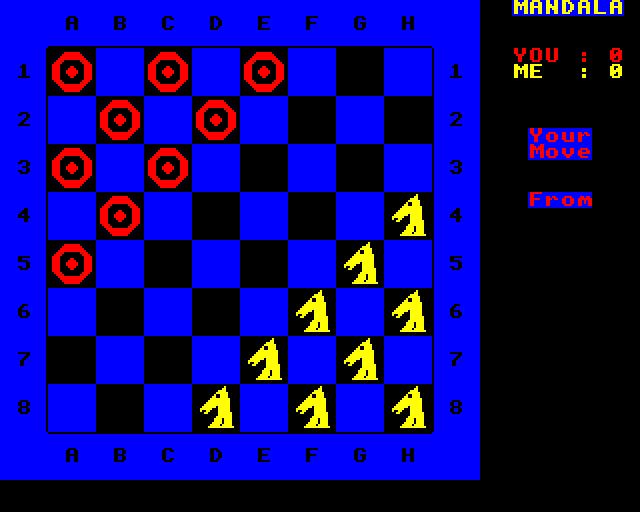 MANDALA
A B C D E F G H
YOU : 0
ME : 0
1 1
2 2
Your
Move
3 3
From
4 4
5 5
6 6
7 7
8 8
A B C D E F G H